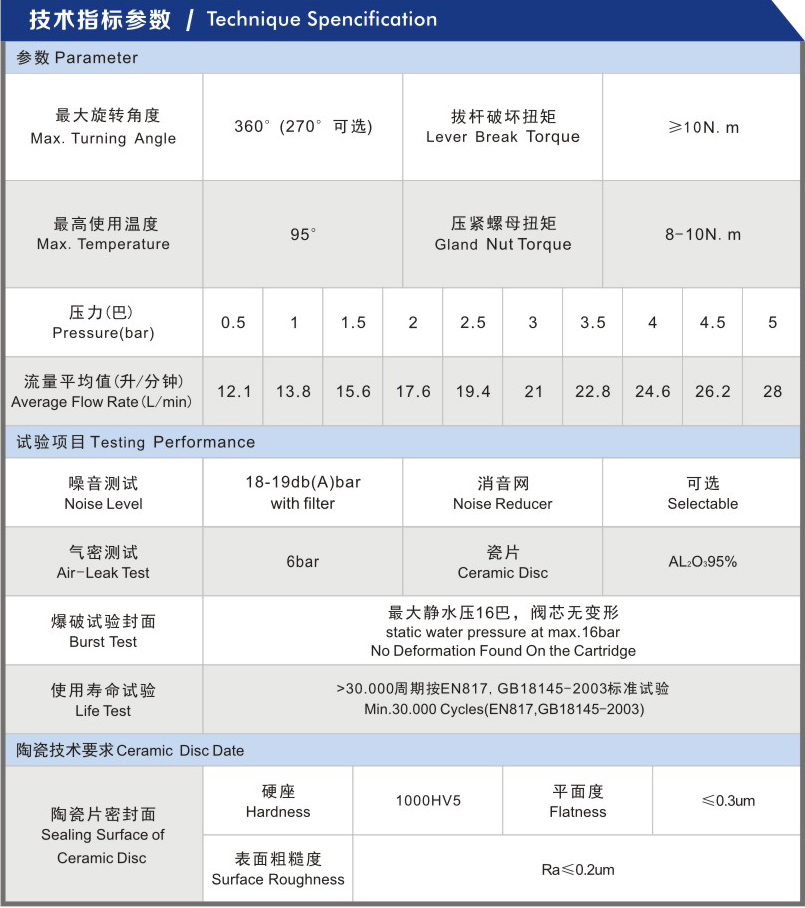 技术指标参数 / Technique Spencification
参数 Parameter
最大旋转角度
Max. Turning Angle
360° (270° 可选)
拨杆破坏扭矩
Lever Break Torque
≥10N. m
最高使用温度
Max. Temperature
95°
压紧螺母扭矩
Gland Nut Torque
8-10N. m
压力(巴)
Pressure(bar)
0.5 1 1.5 2 2.5 3 3.5 4 4.5 5
流量平均值(升/分钟)
Average Flow Rate(L/min)
12.1 13.8 15.6 17.6 19.4 21 22.8 24.6 26.2 28
试验项目 Testing Performance
噪音测试
Noise Level
18-19db(A)bar
with filter
消音网
Noise Reducer
可选
Selectable
气密测试
Air-Leak Test
6bar
瓷片
Ceramic Disc
AL₂O₃95%
爆破试验封面
Burst Test
最大静水压16巴，阀芯无变形
static water pressure at max.16bar
No Deformation Found On the Cartridge
使用寿命试验
Life Test
>30.000周期按EN817, GB18145-2003标准试验
Min.30.000 Cycles(EN817,GB18145-2003)
陶瓷技术要求 Ceramic Disc Date
陶瓷片密封面
Sealing Surface of
Ceramic Disc
硬座
Hardness
1000HV5
平面度
Flatness
≤0.3um
表面粗糙度
Surface Roughness
Ra≤0.2um